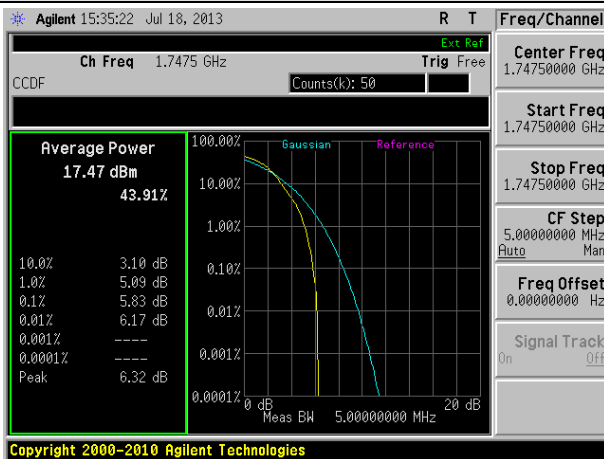 Agilent 15:35:22 Jul 18, 2013 R T
Freq/Channel
Ext Ref
Ch Freq 1.7475 GHz Trig Free
CCDF Counts(k): 50
Average Power
17.47 dBm
43.91%
10.0% 3.10 dB
1.0% 5.09 dB
0.1% 5.83 dB
0.01% 6.17 dB
0.001% ----
0.0001% ----
Peak 6.32 dB
Gaussian Reference
100.00%
10.00%
1.00%
0.10%
0.01%
0.001%
0.0001%
0 dB 20 dB
Meas BW 5.00000000 MHz
Center Freq
1.74750000 GHz
Start Freq
1.74750000 GHz
Stop Freq
1.74750000 GHz
CF Step
5.00000000 MHz
Auto Man
Freq Offset
0.00000000 Hz
Signal Track
On Off
Copyright 2000-2010 Agilent Technologies